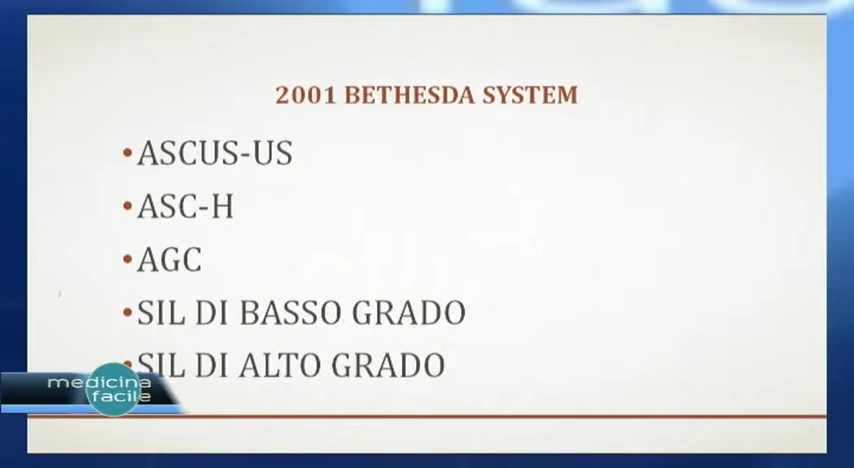 2001 BETHESDA SYSTEM
•ASCUS-US
•ASC-H
•AGC
•SIL DI BASSO GRADO
•SIL DI ALTO GRADO
medicina
facile